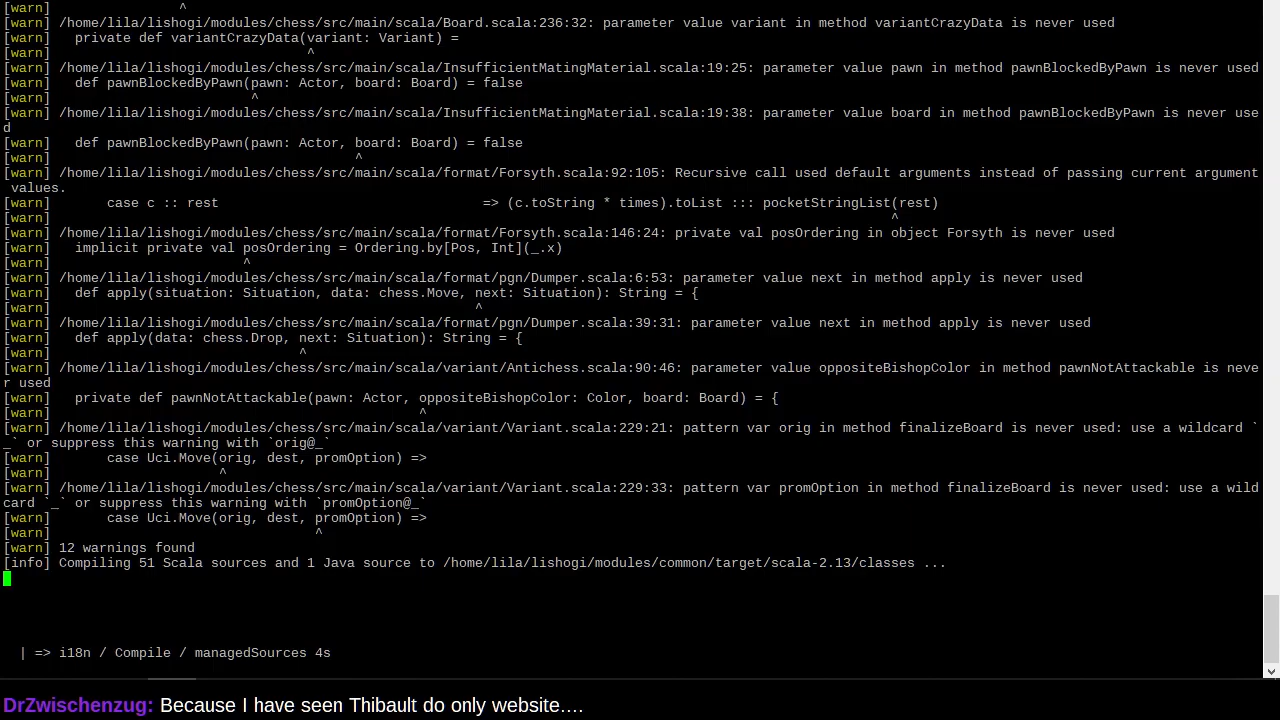 [warn]                ^
[warn] /home/lila/lishogi/modules/chess/src/main/scala/Board.scala:236:32: parameter value variant in method variantCrazyData is never used
[warn]   private def variantCrazyData(variant: Variant) =
[warn]                                ^
[warn] /home/lila/lishogi/modules/chess/src/main/scala/InsufficientMatingMaterial.scala:19:25: parameter value pawn in method pawnBlockedByPawn is never used
[warn]   def pawnBlockedByPawn(pawn: Actor, board: Board) = false
[warn]                         ^
[warn] /home/lila/lishogi/modules/chess/src/main/scala/InsufficientMatingMaterial.scala:19:38: parameter value board in method pawnBlockedByPawn is never use
d
[warn]   def pawnBlockedByPawn(pawn: Actor, board: Board) = false
[warn]                                      ^
[warn] /home/lila/lishogi/modules/chess/src/main/scala/format/Forsyth.scala:92:105: Recursive call used default arguments instead of passing current argument
 values.
[warn]       case c :: rest                                 => (c.toString * times).toList ::: pocketStringList(rest)
[warn]                                                                                                         ^
[warn] /home/lila/lishogi/modules/chess/src/main/scala/format/Forsyth.scala:146:24: private val posOrdering in object Forsyth is never used
[warn]   implicit private val posOrdering = Ordering.by[Pos, Int](_.x)
[warn]                        ^
[warn] /home/lila/lishogi/modules/chess/src/main/scala/format/pgn/Dumper.scala:6:53: parameter value next in method apply is never used
[warn]   def apply(situation: Situation, data: chess.Move, next: Situation): String = {
[warn]                                                     ^
[warn] /home/lila/lishogi/modules/chess/src/main/scala/format/pgn/Dumper.scala:39:31: parameter value next in method apply is never used
[warn]   def apply(data: chess.Drop, next: Situation): String = {
[warn]                               ^
[warn] /home/lila/lishogi/modules/chess/src/main/scala/variant/Antichess.scala:90:46: parameter value oppositeBishopColor in method pawnNotAttackable is neve
r used
[warn]   private def pawnNotAttackable(pawn: Actor, oppositeBishopColor: Color, board: Board) = {
[warn]                                              ^
[warn] /home/lila/lishogi/modules/chess/src/main/scala/variant/Variant.scala:229:21: pattern var orig in method finalizeBoard is never used: use a wildcard `
_` or suppress this warning with `orig@_`
[warn]       case Uci.Move(orig, dest, promOption) =>
[warn]                     ^
[warn] /home/lila/lishogi/modules/chess/src/main/scala/variant/Variant.scala:229:33: pattern var promOption in method finalizeBoard is never used: use a wild
card `_` or suppress this warning with `promOption@_`
[warn]       case Uci.Move(orig, dest, promOption) =>
[warn]                                 ^
[warn] 12 warnings found
[info] Compiling 51 Scala sources and 1 Java source to /home/lila/lishogi/modules/common/target/scala-2.13/classes ...
  | => i18n / Compile / managedSources 4s
DrZwischenzug: Because I have seen Thibault do only website....